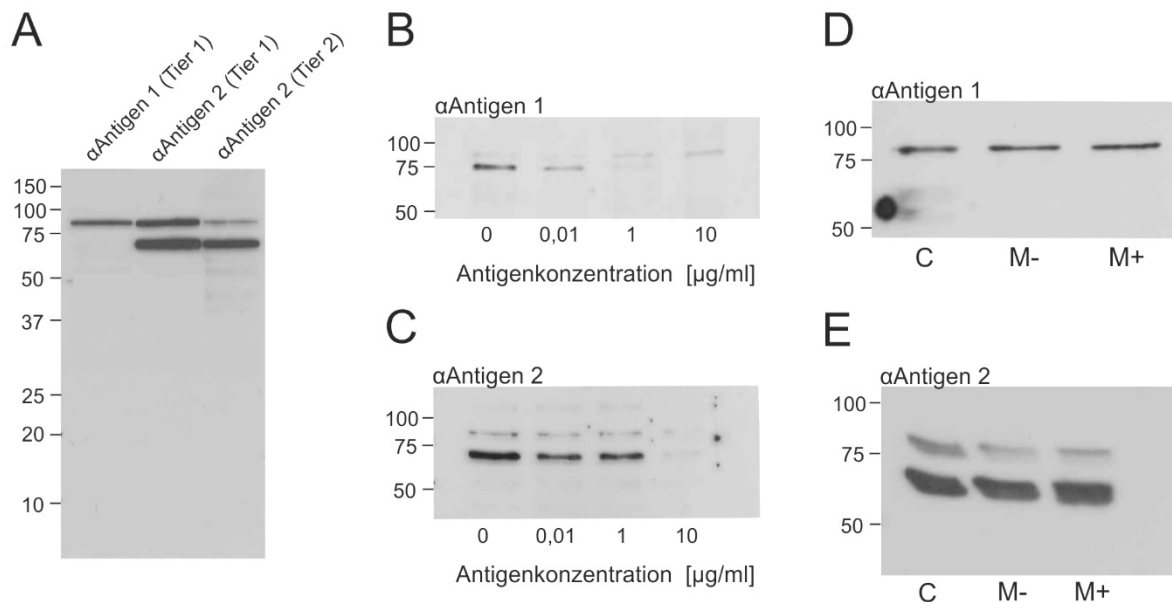 A
αAntigen 1 (Tier 1)
αAntigen 2 (Tier 1)
αAntigen 2 (Tier 2)
150
100
75
50
37
25
20
10
B
αAntigen 1
100
75
50
0 0,01 1 10
Antigenkonzentration [µg/ml]
C
αAntigen 2
100
75
50
0 0,01 1 10
Antigenkonzentration [µg/ml]
D
αAntigen 1
100
75
50
C M- M+
E
αAntigen 2
100
75
50
C M- M+